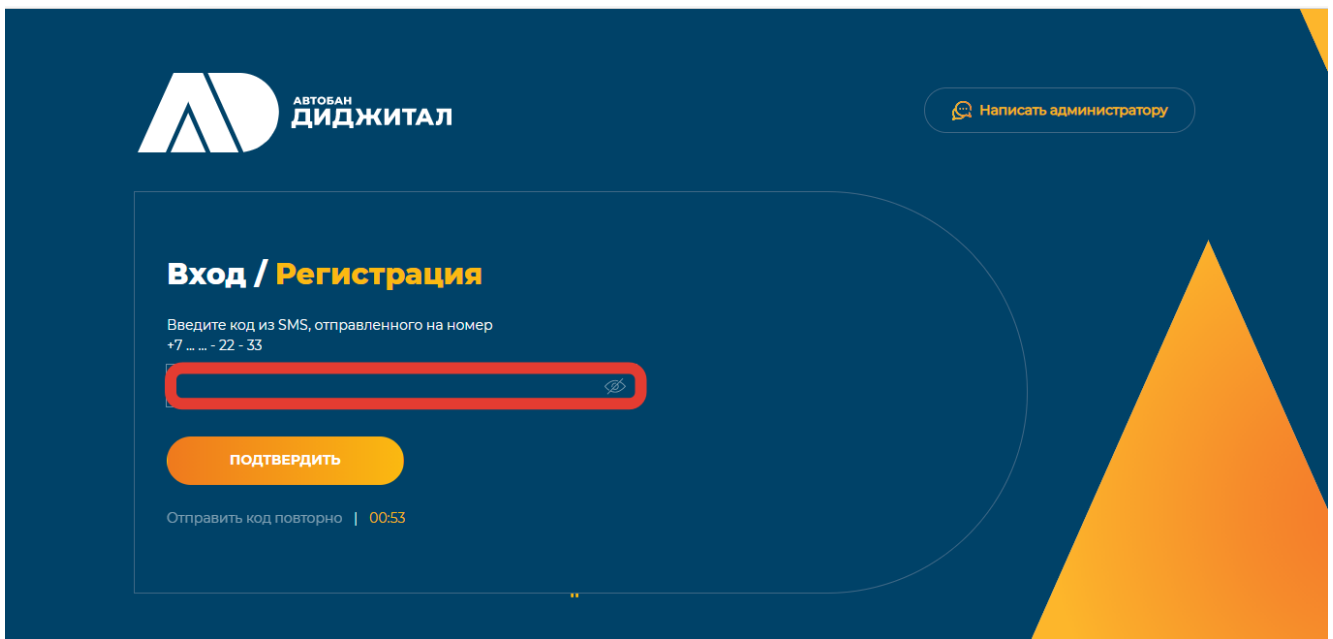 АВТОБАН
ДИДЖИТАЛ
Написать администратору
Вход / Регистрация
Введите код из SMS, отправленного на номер
+7 ... ... - 22 - 33
ПОДТВЕРДИТЬ
Отправить код повторно | 00:53